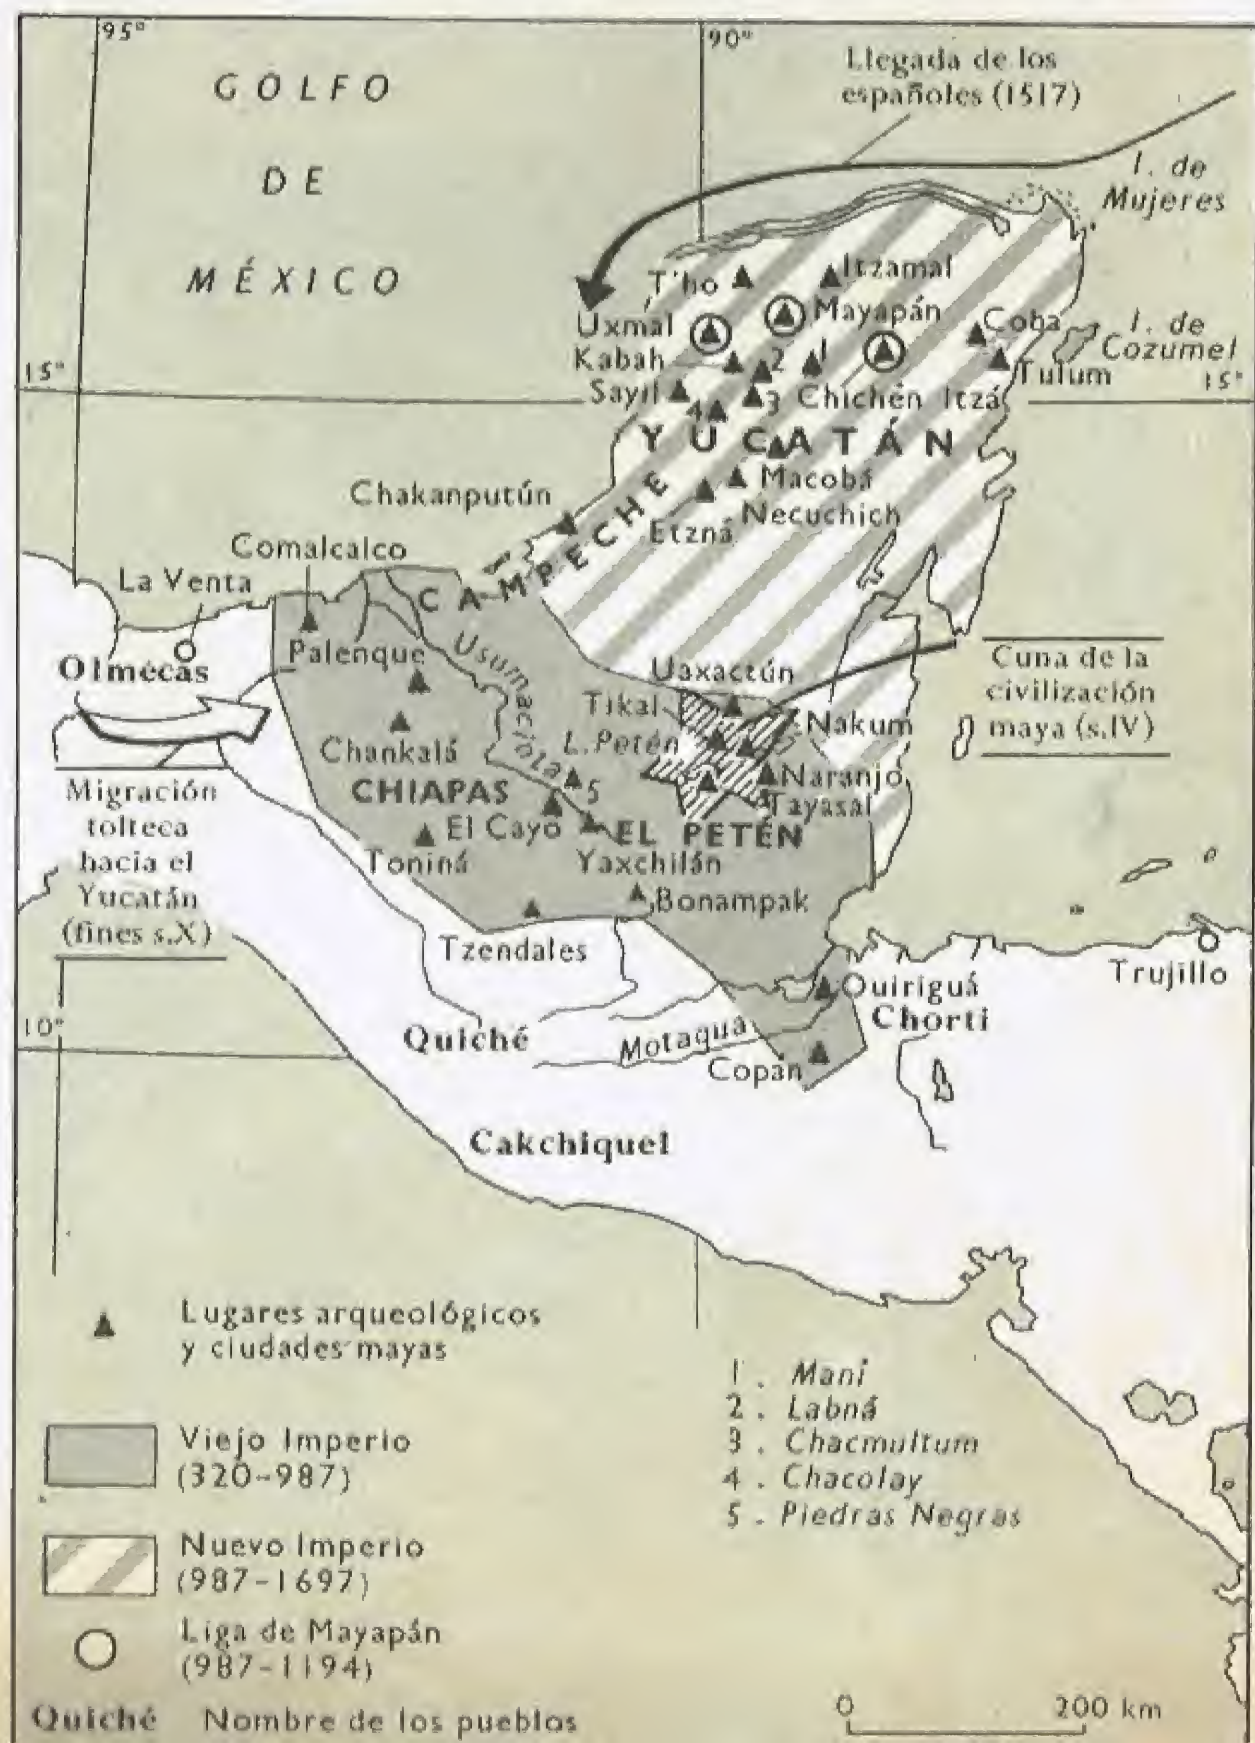 95°
90°
GOLFO
DE
MÉXICO
Llegada de los
españoles (1517)
I. de
Mujeres
T'ho
Itzamal
Uxmal
Mayapán
Coba
I. de
Cozumel
Kabah
2
1
15°
Tulum
15°
Sayil
4
3
Chichén Itzá
YUCATÁN
Macobá
Chakanputún
Necuchich
Etzná
CAMPECHE
Comalcalco
La Venta
Palenque
Usumacinta
Olmecas
Uaxactún
Cuna de la
civilización
maya (s.IV)
Tikal
Nakum
L. Petén
Chankalá
Naranjo
5
Tayasal
CHIAPAS
Migración
tolteca
hacia el
Yucatán
(fines s.X)
El Cayo
EL PETÉN
Toniná
Yaxchilán
Bonampak
Tzendales
Trujillo
Quiriguá
Chorti
10°
Quiché
Motagua
Copán
Cakchiquel
Lugares arqueológicos
y ciudades mayas
1. Maní
2. Labná
3. Chacmultum
4. Chacolay
5. Piedras Negras
Viejo Imperio
(320-987)
Nuevo Imperio
(987-1697)
Liga de Mayapán
(987-1194)
Quiché Nombre de los pueblos
0 200 km